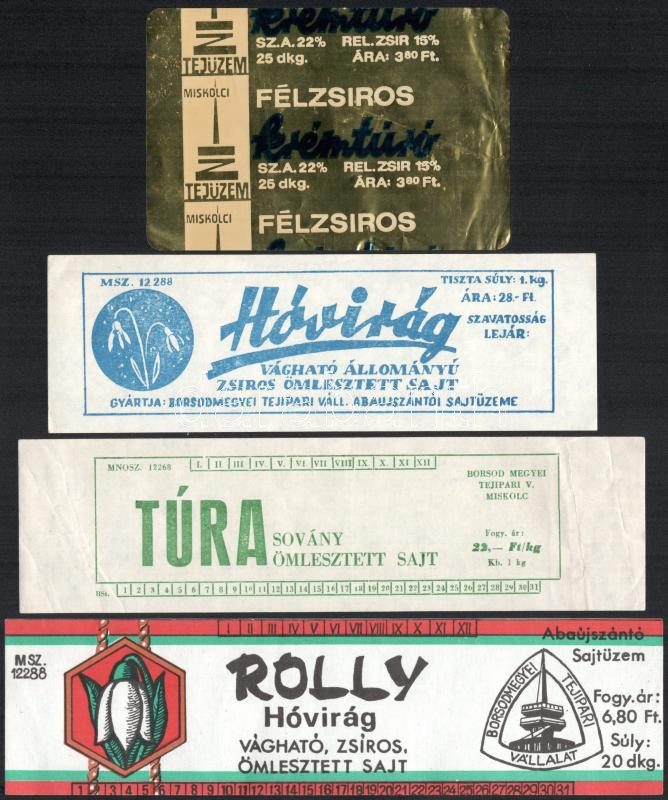 Krémtúró
SZ.A. 22% REL. ZSIR 15%
25 dkg. ÁRA: 3⁶⁰ Ft.
TEJÜZEM
MISKOLCI
FÉLZSIROS
Krémtúró
SZ.A. 22% REL. ZSIR 15%
25 dkg. ÁRA: 3⁶⁰ Ft.
TEJÜZEM
MISKOLCI
FÉLZSIROS
MSZ. 12 288
Hóvirág
TISZTA SÚLY: 1. kg.
ÁRA: 28.- Ft.
SZAVATOSSÁG
LEJÁR:
VÁGHATÓ ÁLLOMÁNYÚ
ZSIROS ÖMLESZTETT SAJT
GYÁRTJA: BORSODMEGYEI TEJIPARI VÁLL. ABAUJSZÁNTÓI SAJTÜZEME
MNOSZ. 12268
I. II III. IV. V. VI VII VIII IX. X. XI XII
BORSOD MEGYEI
TEJIPARI V.
MISKOLC
TÚRA
SOVÁNY
ÖMLESZTETT SAJT
Fogy. ár:
22,— Ft/kg
Kb. 1 kg
HSt.
1 2 3 4 5 6 7 8 9 10 11 12 13 14 15 16 17 18 19 20 21 22 23 24 25 26 27 28 29 30 31
I II III IV V VI VII VIII IX X XI XII
MSZ.
12288
ROLLY
Hóvirág
VÁGHATÓ, ZSÍROS,
ÖMLESZTETT SAJT
BORSODMEGYEI
TEJIPARI
VÁLLALAT
Abaújszántó
Sajtüzem
Fogy. ár:
6,80 Ft.
Súly:
20 dkg.
1 2 3 4 5 6 7 8 9 10 11 12 13 14 15 16 17 18 19 20 21 22 23 24 25 26 27 28 29 30 31